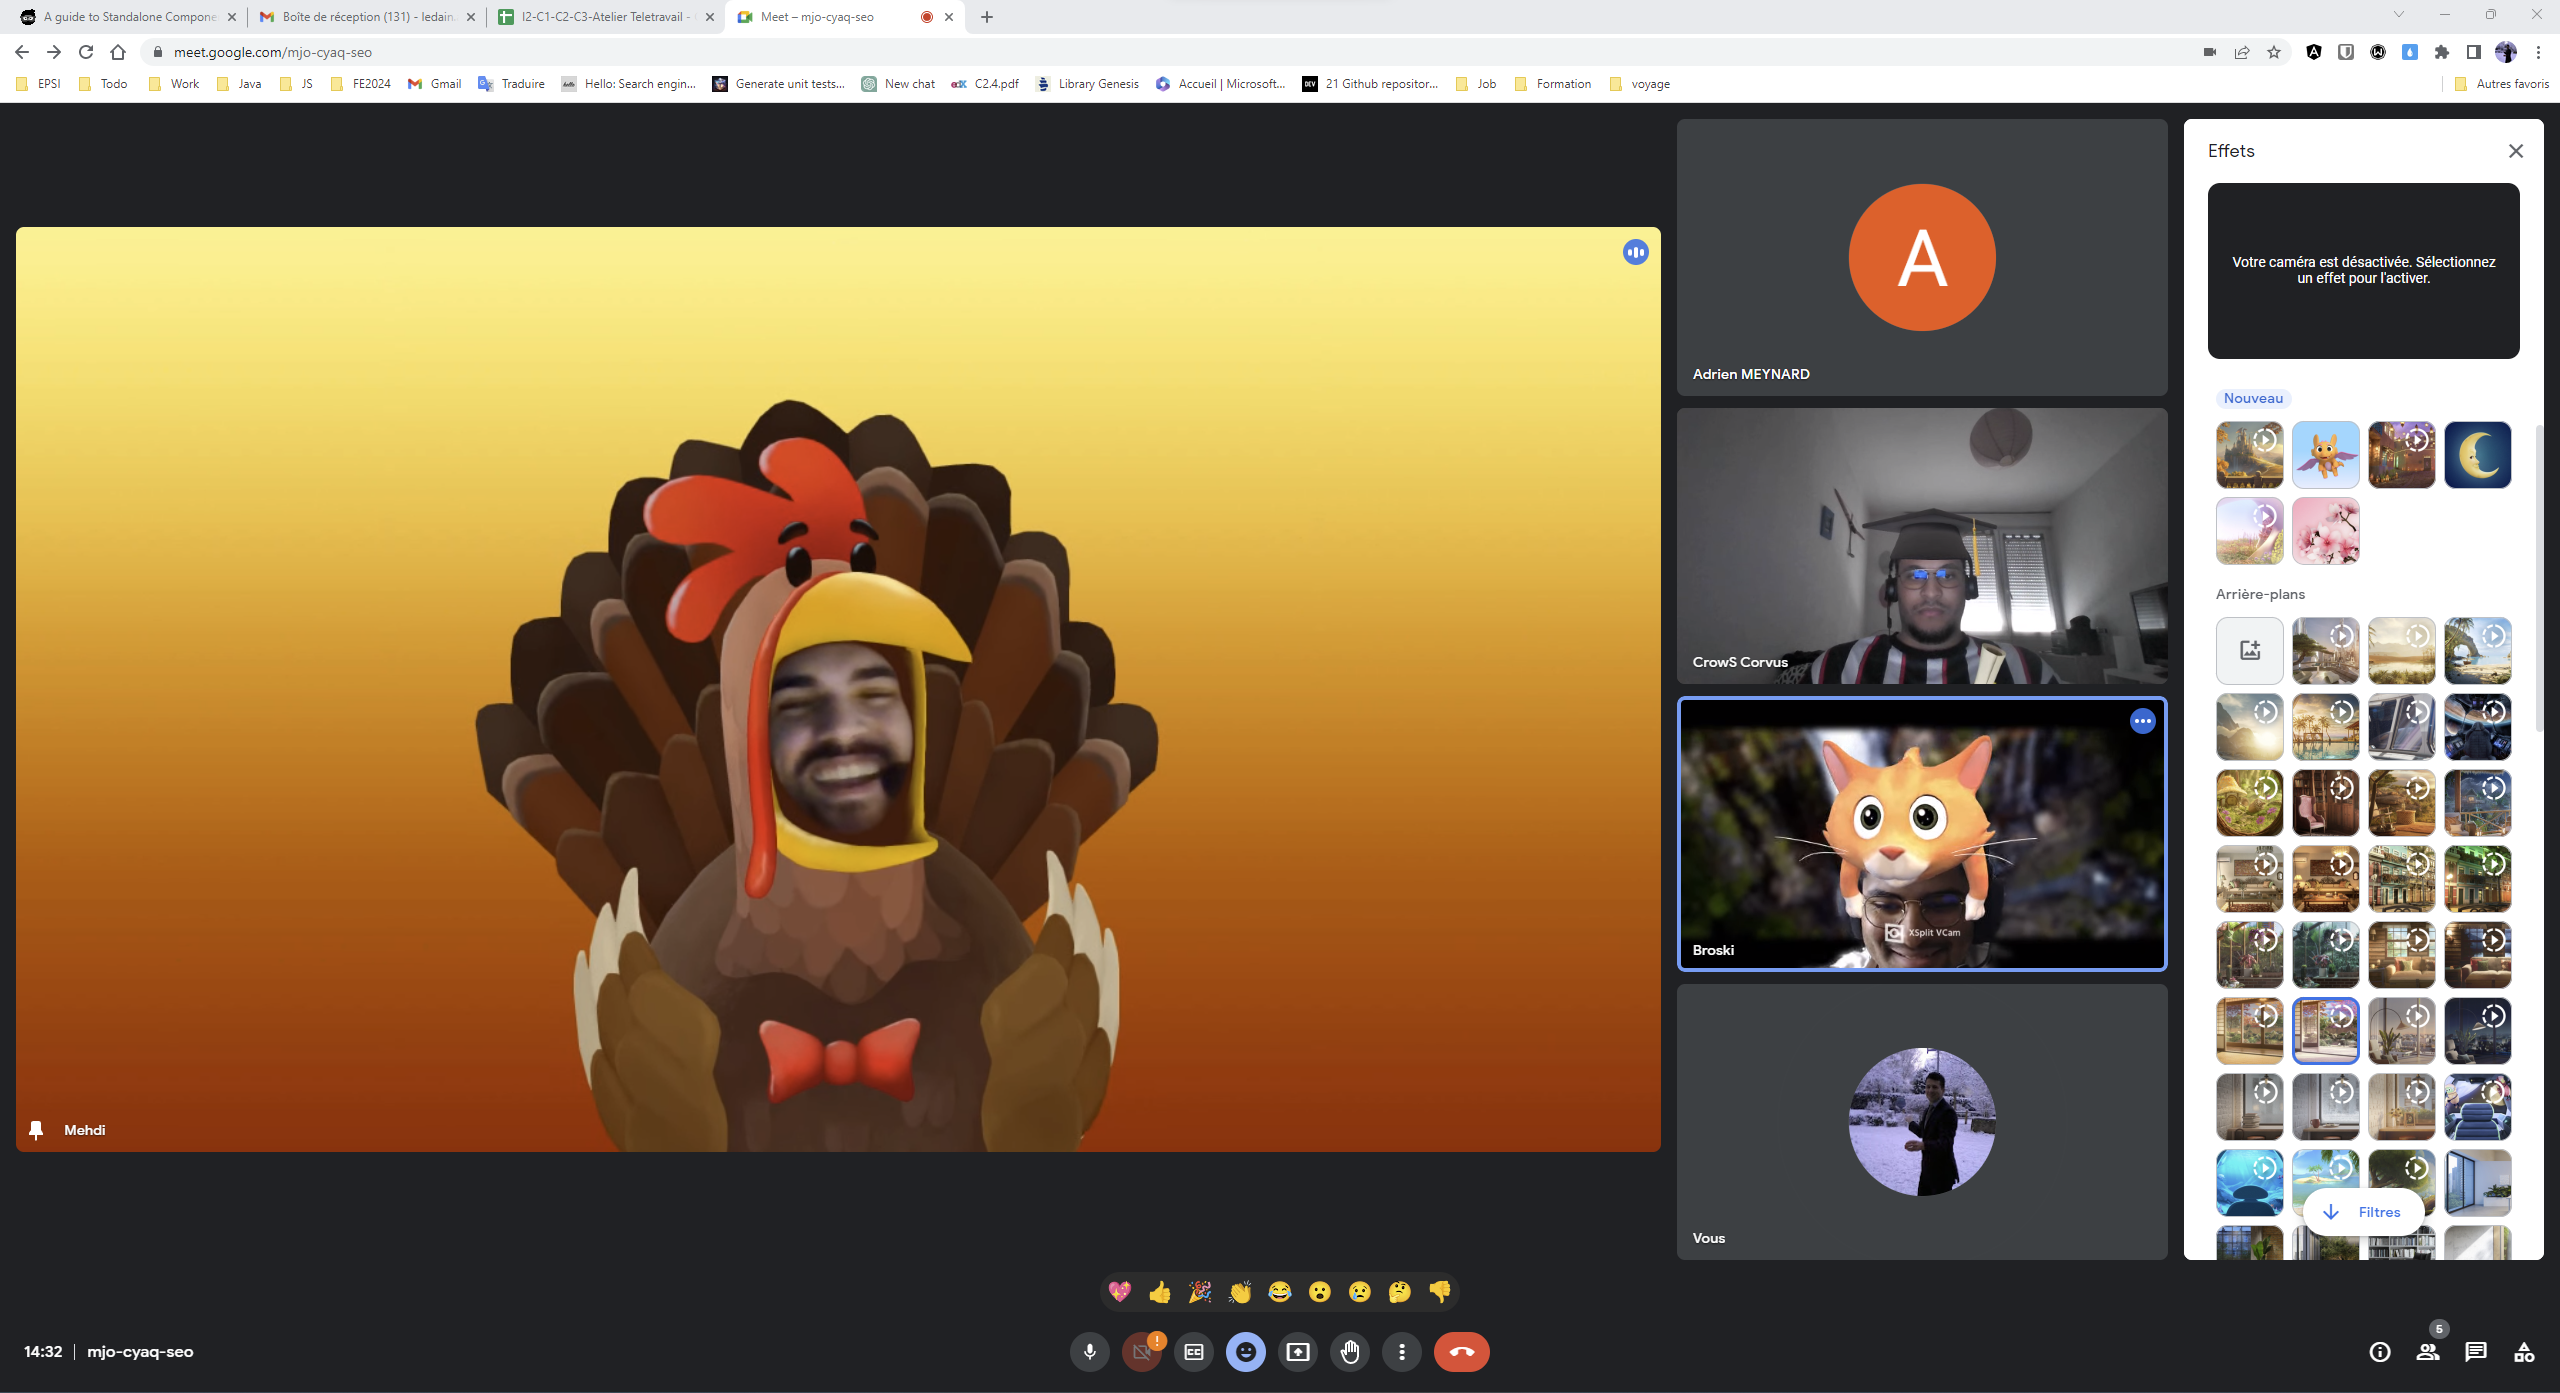 A guide to Standalone Compone
Boîte de réception (131) - ledain
I2-C1-C2-C3-Atelier Teletravail -
Meet – mjo-cyaq-seo
meet.google.com/mjo-cyaq-seo
EPSI
Todo
Work
Java
JS
FE2024
Gmail
Traduire
Hello: Search engin...
Generate unit tests...
New chat
edX
C2.4.pdf
Library Genesis
Accueil | Microsoft...
DEV
21 Github repositor...
Job
Formation
voyage
Autres favoris
Effets
Votre caméra est désactivée. Sélectionnez
un effet pour l'activer.
A
Adrien MEYNARD
Nouveau
Arrière-plans
CrowS Corvus
XSplit VCam
Broski
Mehdi
Vous
Filtres
14:32
mjo-cyaq-seo
CC
5